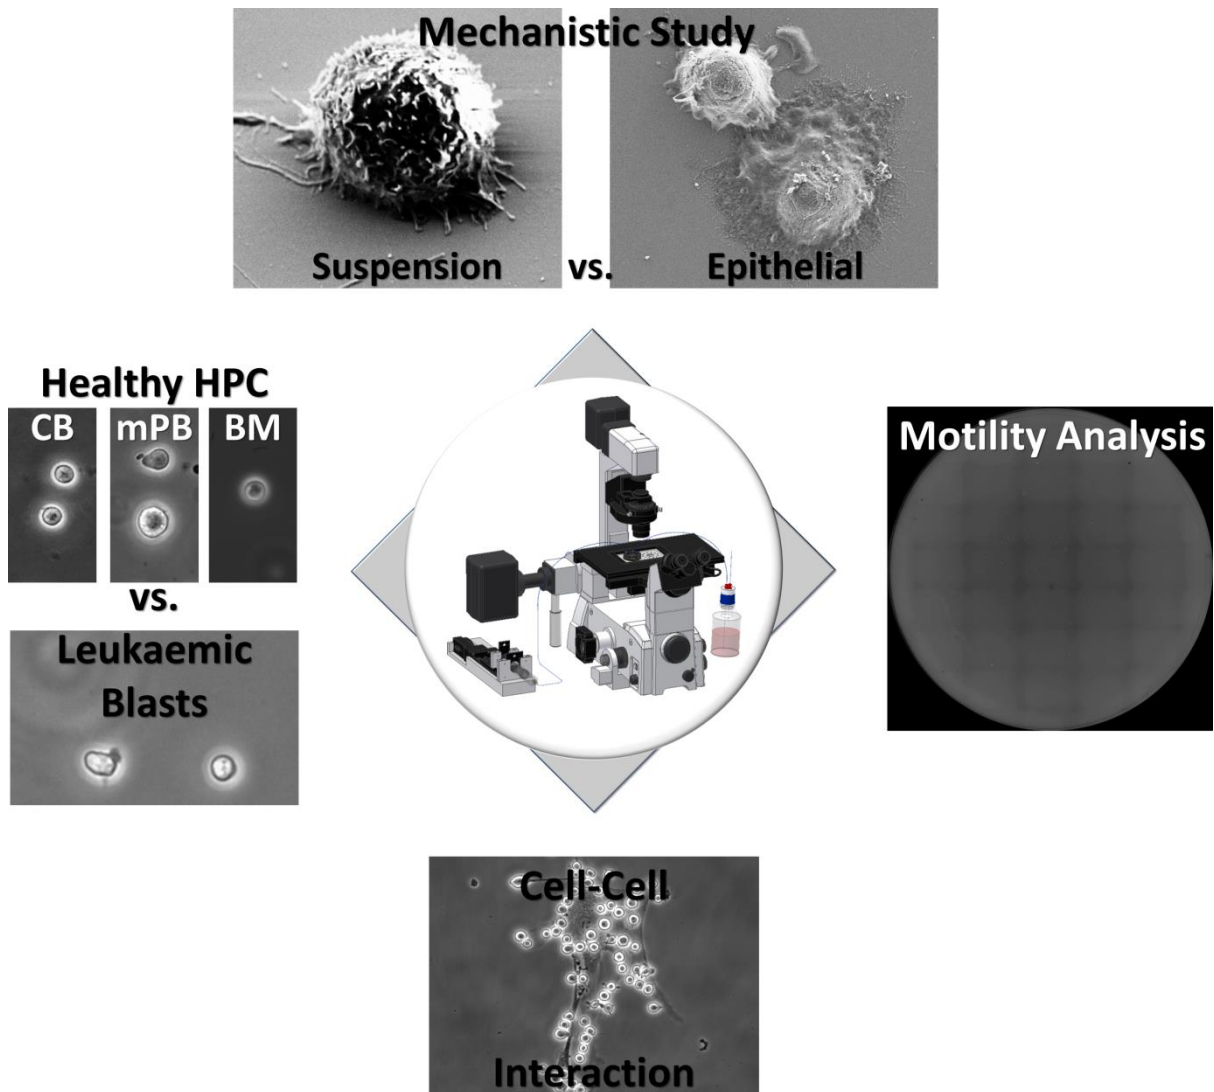 Mechanistic Study
Suspension vs. Epithelial
Healthy HPC
CB mPB BM
vs.
Leukaemic
Blasts
Motility Analysis
Cell-Cell
Interaction